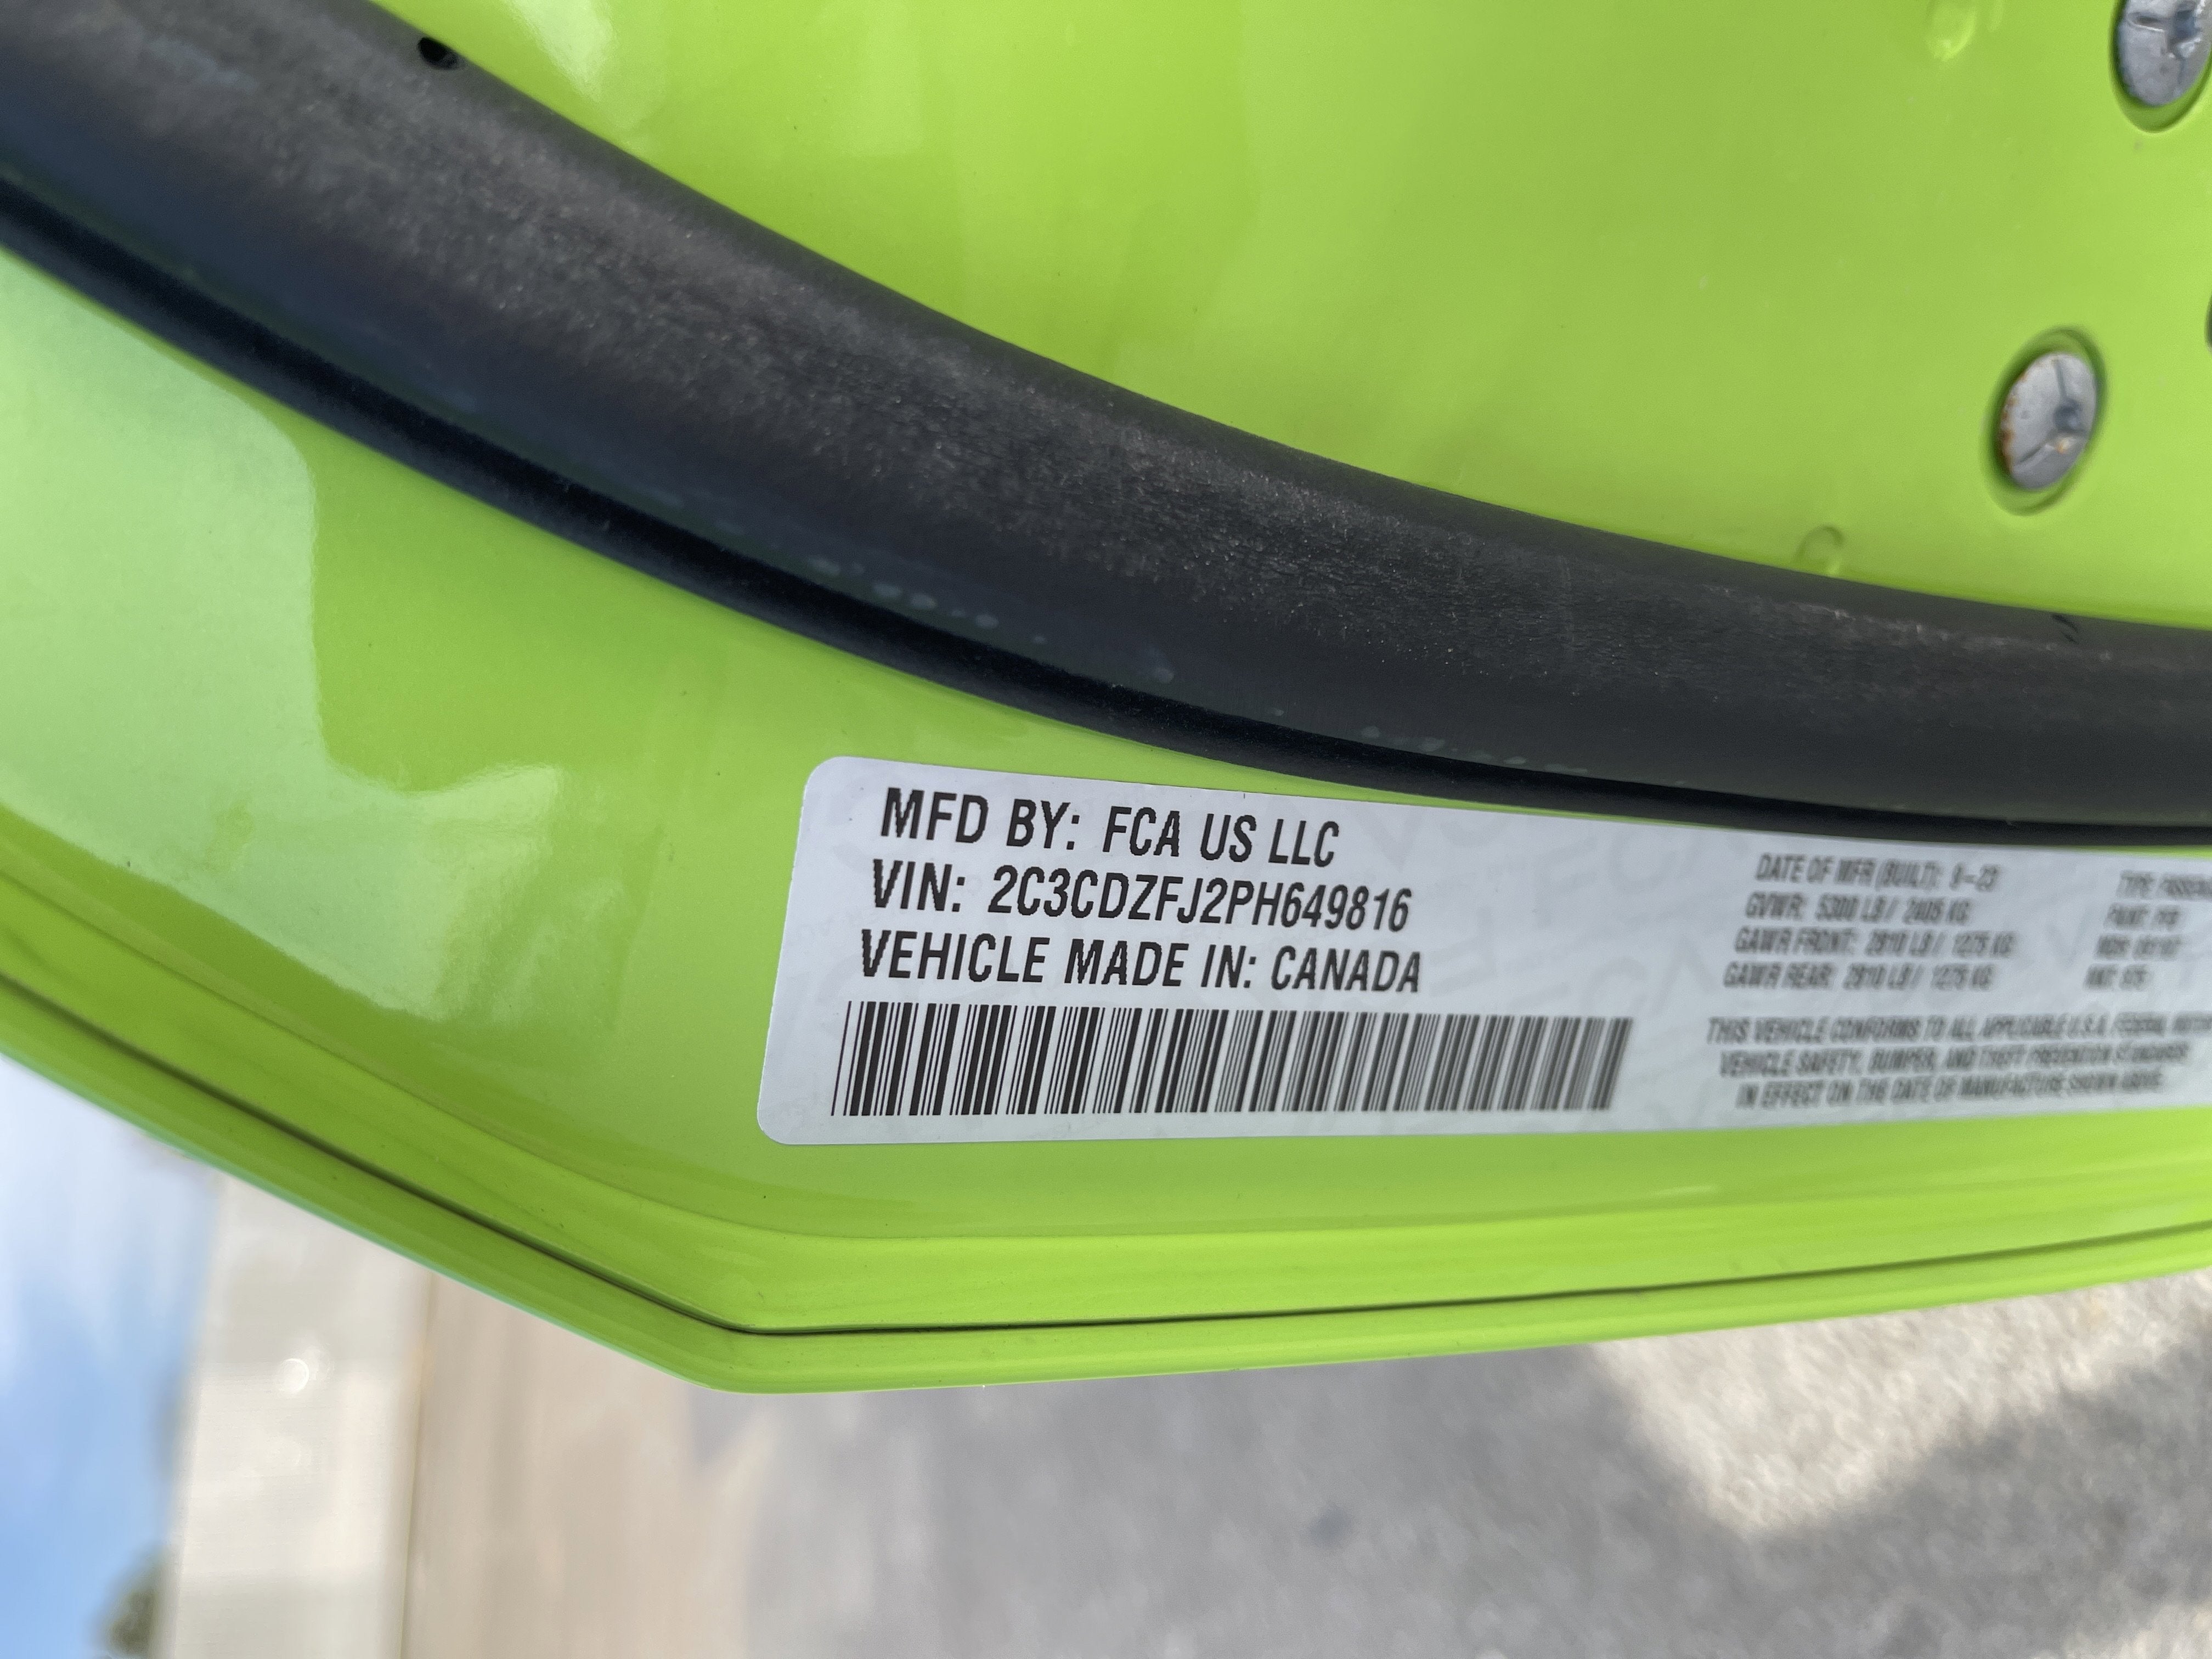 MFD BY: FCA US LLC
VIN: 2C3CDZFJ2PH649816
VEHICLE MADE IN: CANADA
DATE OF MFR (BUILT):
GVWR: 5300 LB / 2405 KG
GAWR FRONT: 2810 LB / 1275 KG
GAWR REAR: 2810 LB / 1275 KG
THIS VEHICLE CONFORMS TO ALL APPLICABLE U.S.A. FEDERAL
VEHICLE SAFETY, BUMPER, AND THEFT PREVENTION STANDARDS
IN EFFECT ON THE DATE OF MANUFACTURE SHOWN ABOVE.